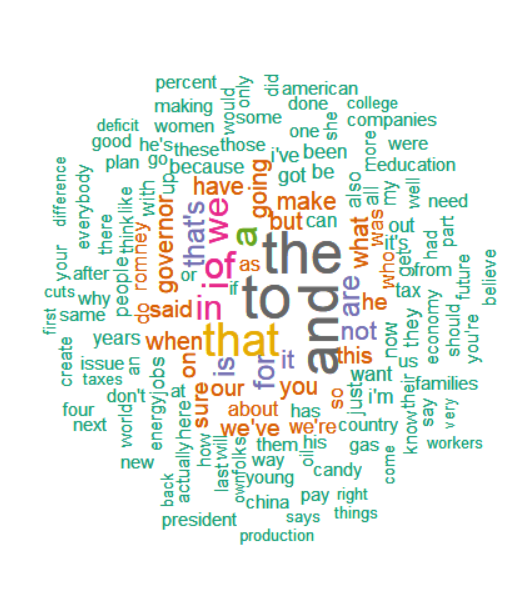 percent
only
did
american
making
would
some
done
college
deficit
women
one
she
companies
good
he's
these
those
i've
been
more
were
plan
go
because
got
be
education
difference
everybody
there
like
think
with
up
have
going
make
also
all
my
well
need
your
people
romney
governor
that's
we
a
but
can
what
was
who
it's
get
out
had
part
after
or
i
of
if
as
the
to
and
are
he
from
tax
future
believe
cuts
why
do
said
in
that
not
this
now
they
economy
should
you're
first
same
years
when
is
for
it
us
create
issue
an
jobs
on
our
you
so
just
want
their
families
taxes
don't
at
sure
about
has
i'm
know
say
very
four
world
energy
here
we've
we're
country
next
actually
how
will
folks
them
his
gas
workers
new
last
own
way
oil
candy
come
back
young
china
pay
right
president
says
things
production